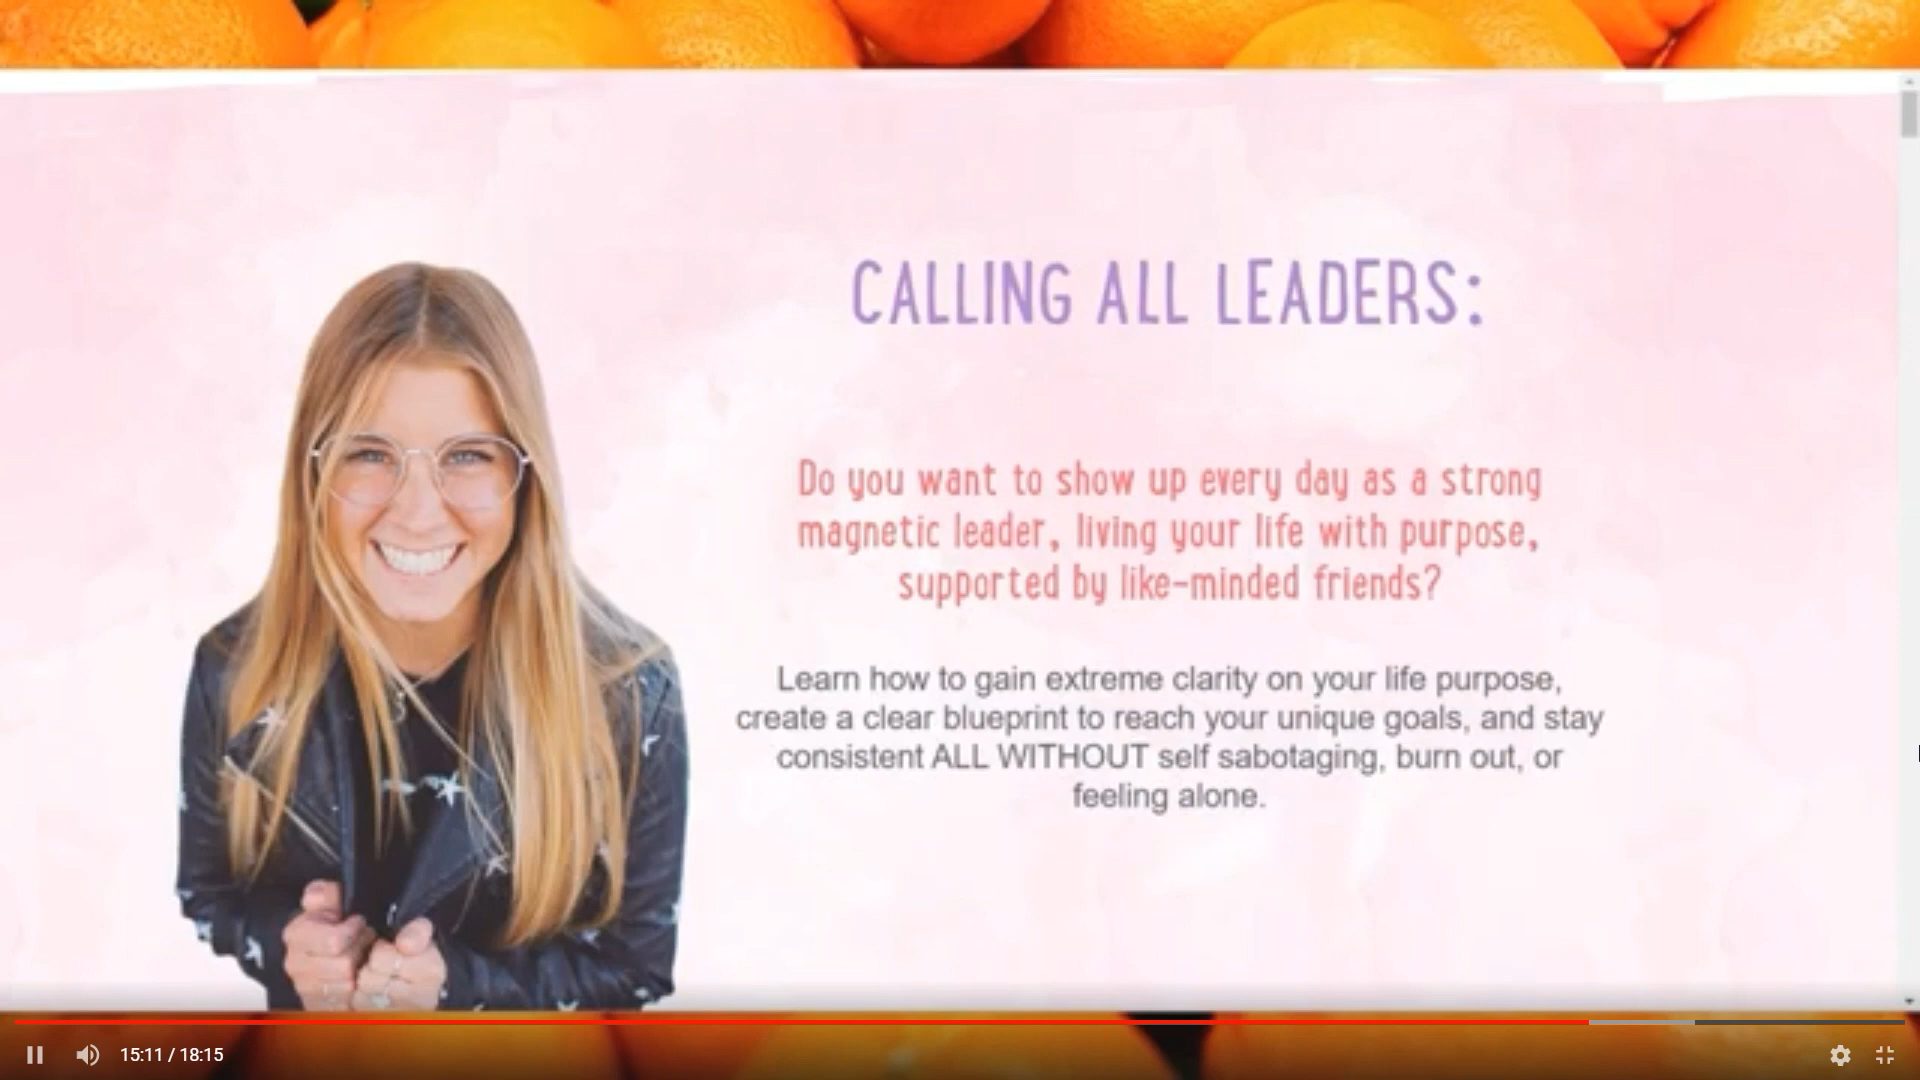 CALLING ALL LEADERS:
Do you want to show up every day as a strong
magnetic leader, living your life with purpose,
supported by like-minded friends?
Learn how to gain extreme clarity on your life purpose,
create a clear blueprint to reach your unique goals, and stay
consistent ALL WITHOUT self sabotaging, burn out, or
feeling alone.
15:11 / 18:15